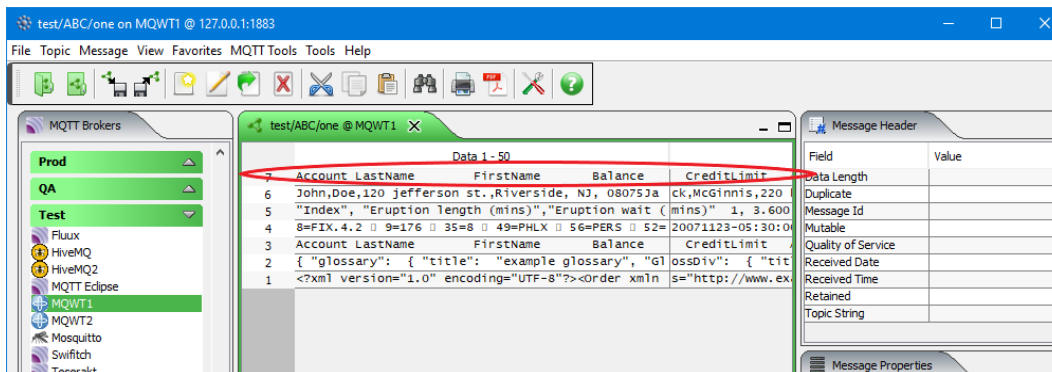 test/ABC/one on MQWT1 @ 127.0.0.1:1883
File Topic Message View Favorites MQTT Tools Tools Help
PDF
MQTT Brokers
Prod
QA
Test
Fluux
HiveMQ
HiveMQ2
MQTT Eclipse
MQWT1
MQWT2
Mosquitto
Swifitch
Teserakt
test/ABC/one @ MQWT1
Data 1 - 50
7 Account LastName FirstName Balance CreditLimit
6 John,Doe,120 jefferson st.,Riverside, NJ, 08075Ja ck,McGinnis,220
5 "Index", "Eruption length (mins)","Eruption wait ( mins)" 1, 3.600
4 8=FIX.4.2 9=176 35=8 49=PHLX 56=PERS 52= 20071123-05:30:00
3 Account LastName FirstName Balance CreditLimit
2 { "glossary": { "title": "example glossary", "Gl ossDiv": { "tit
1 <?xml version="1.0" encoding="UTF-8"?><Order xmln s="http://www.ex
Message Header
Field Value
Data Length
Duplicate
Message Id
Mutable
Quality of Service
Received Date
Received Time
Retained
Topic String
Message Properties